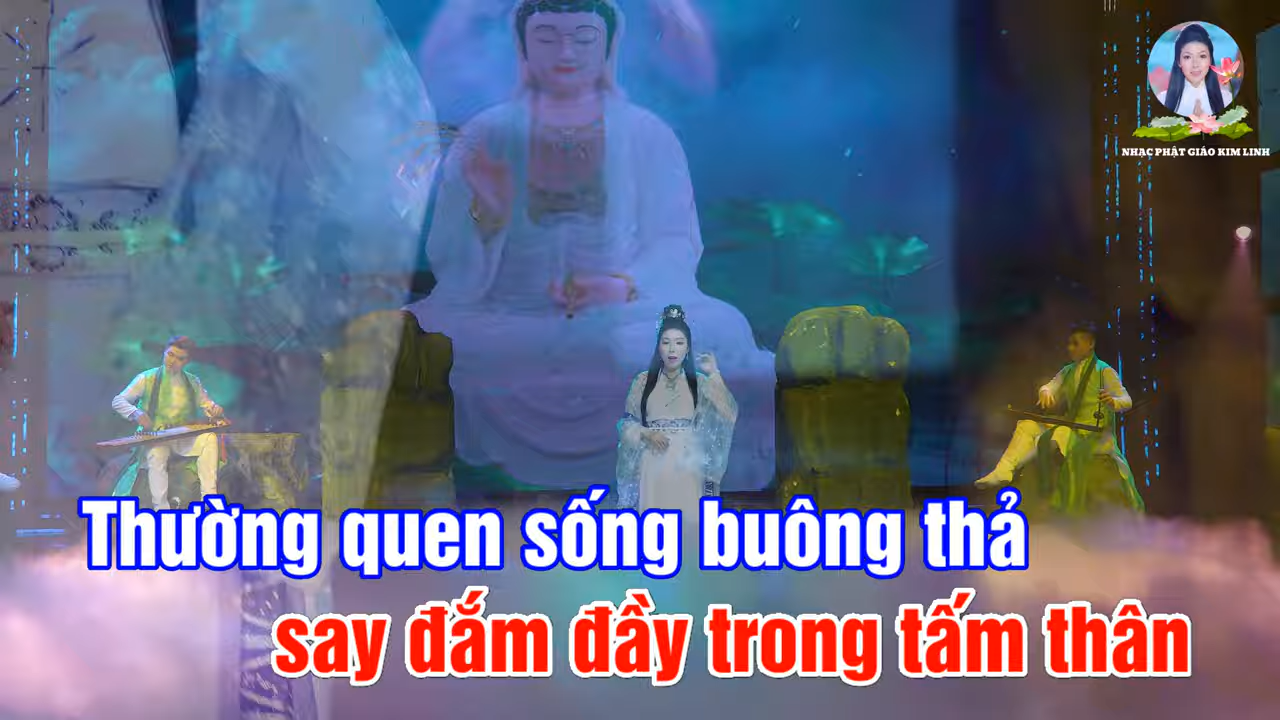 NHẠC PHẬT GIÁO KIM LINH
Thường quen sống buông thả
say đắm đầy trong tấm thân